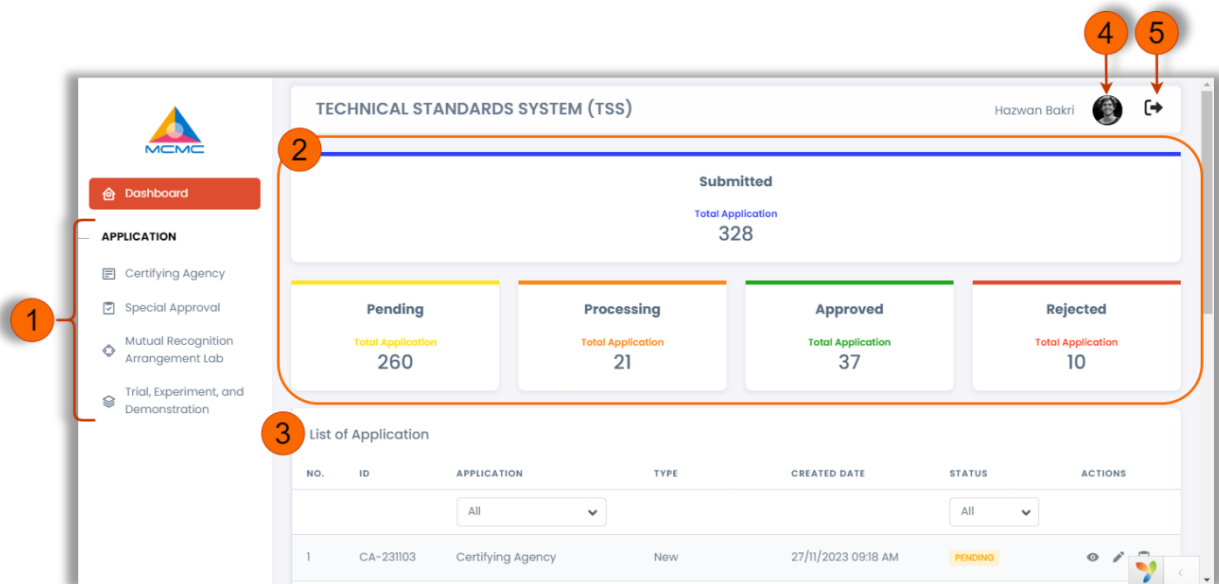 4 5
TECHNICAL STANDARDS SYSTEM (TSS)
Hazwan Bakri
MCMC
Dashboard
1
APPLICATION
Certifying Agency
Special Approval
Mutual Recognition
Arrangement Lab
Trial, Experiment, and
Demonstration
2
Submitted
Total Application
328
Pending
Total Application
260
Processing
Total Application
21
Approved
Total Application
37
Rejected
Total Application
10
3
List of Application
NO. ID APPLICATION TYPE CREATED DATE STATUS ACTIONS
All All
1 CA-231103 Certifying Agency New 27/11/2023 09:18 AM PENDING